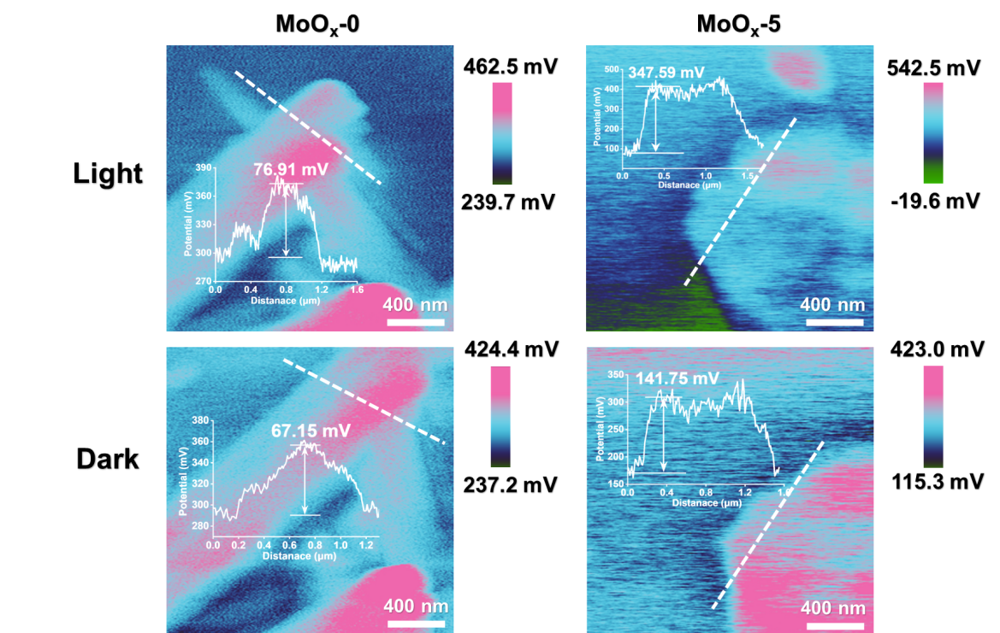 MoOx-0
MoOx-5
Light
462.5 mV
239.7 mV
76.91 mV
390
360
330
300
270
0.0 0.4 0.8 1.2 1.6
Potential (mV)
Distanace (μm)
400 nm
542.5 mV
-19.6 mV
347.59 mV
500
400
300
200
100
0.0 0.5 1.0 1.5
Potential (mV)
Distanace (μm)
400 nm
Dark
424.4 mV
237.2 mV
67.15 mV
380
360
340
320
300
280
0.0 0.2 0.4 0.6 0.8 1.0 1.2
Potential (mV)
Distanace (μm)
400 nm
423.0 mV
115.3 mV
141.75 mV
350
300
250
200
150
0.0 0.4 0.8 1.2 1.6
Potential (mV)
Distanace (μm)
400 nm